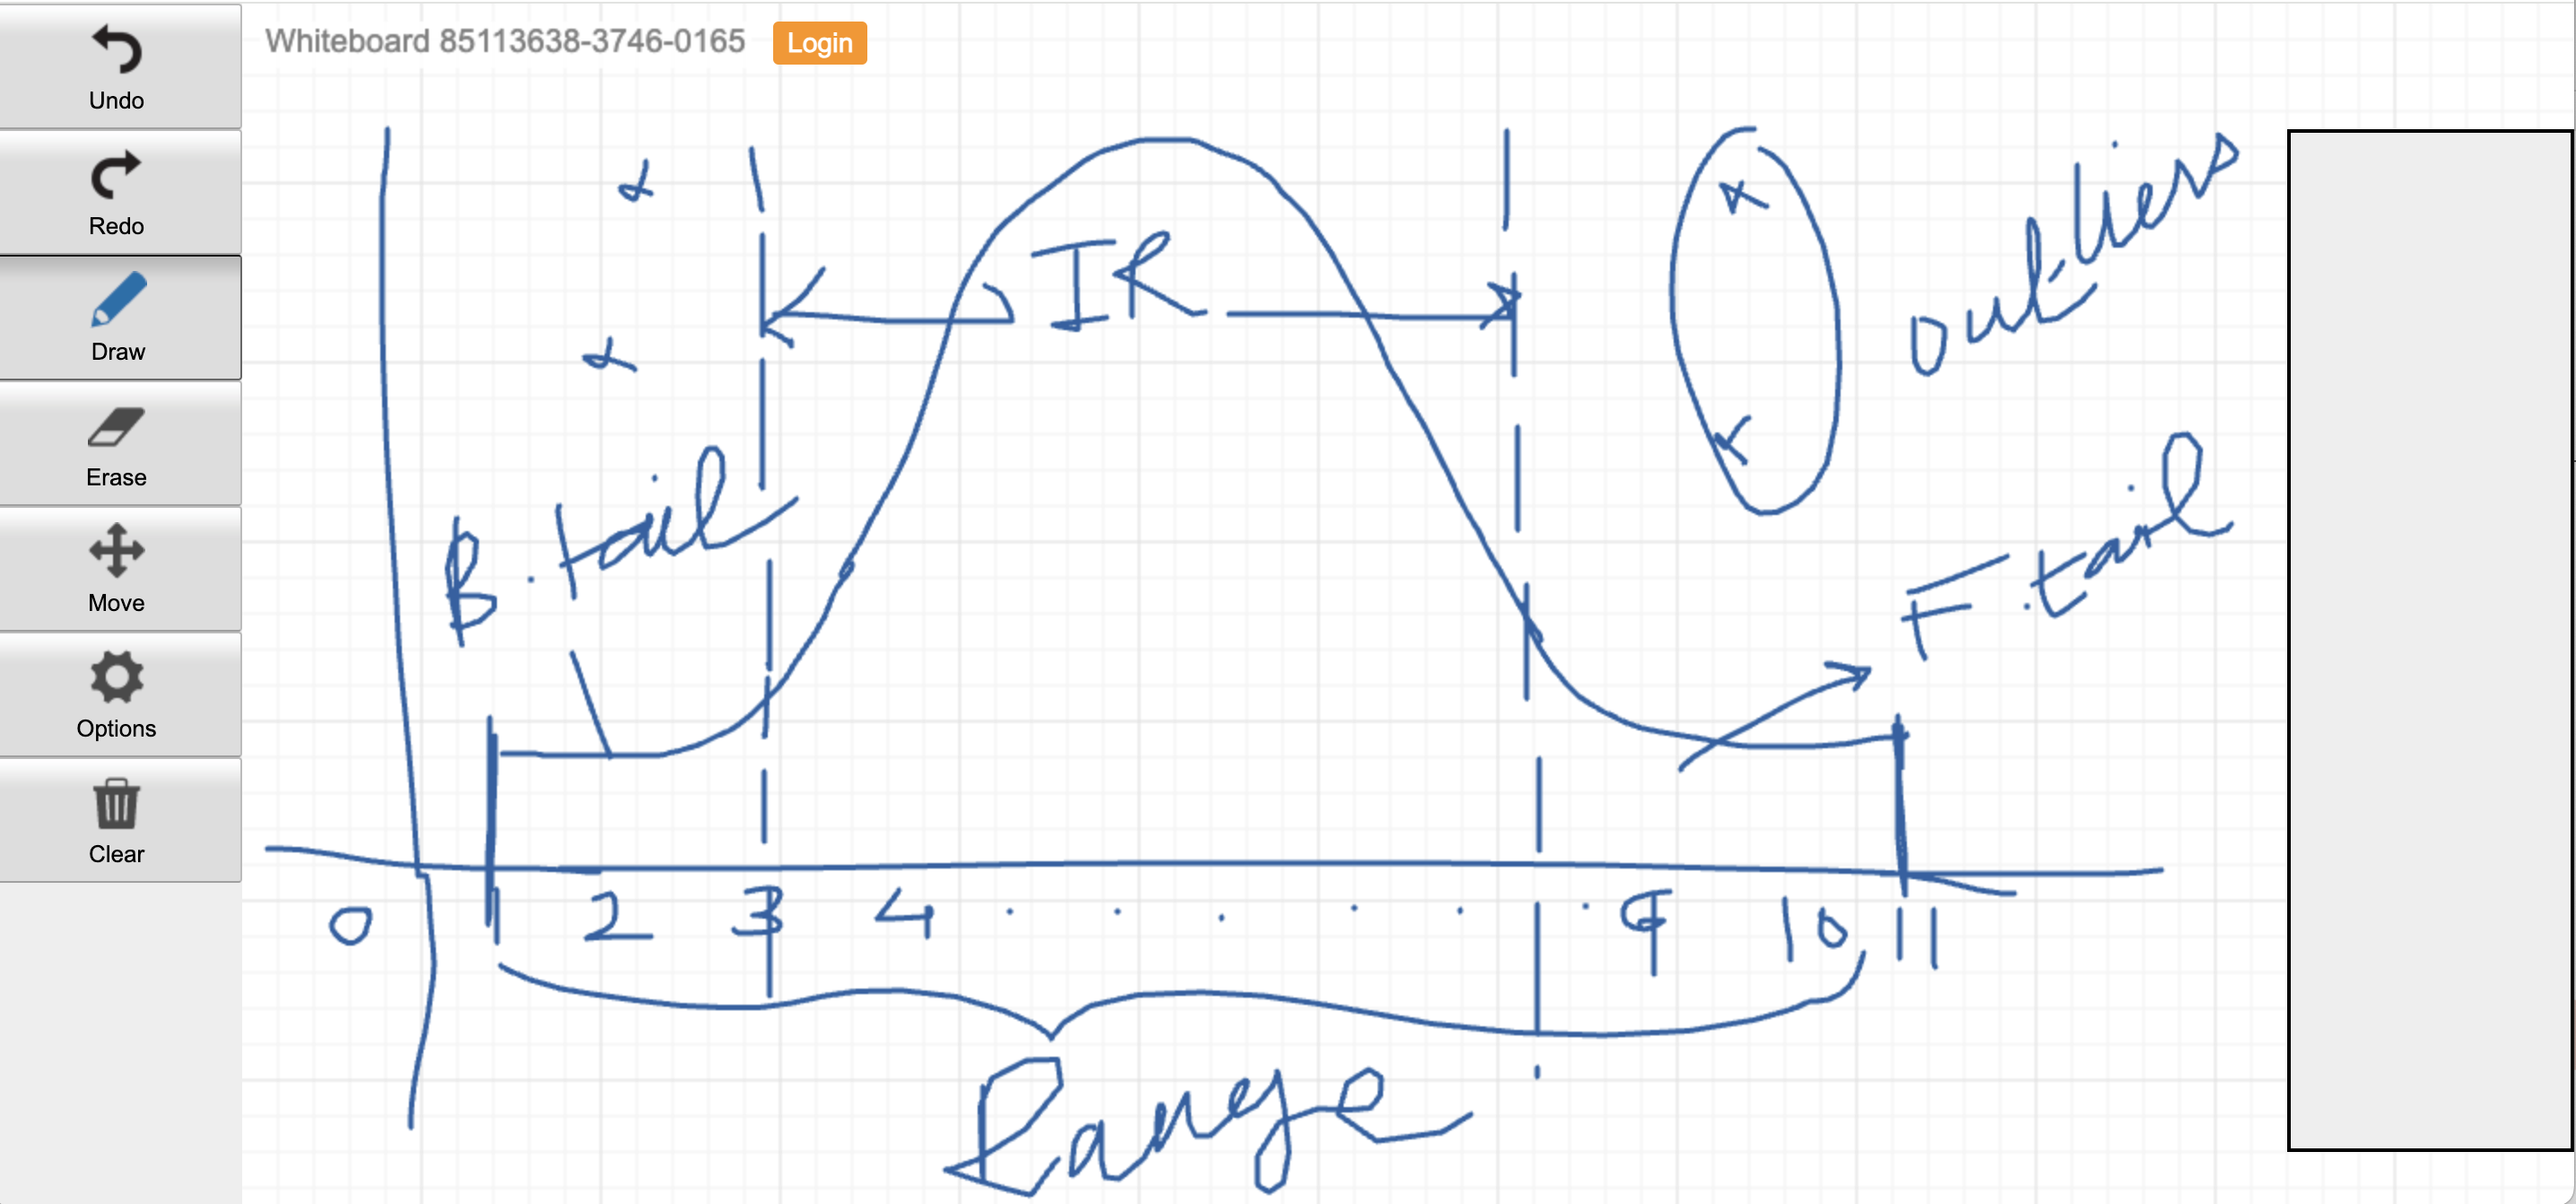 Whiteboard 85113638-3746-0165 Login
Undo
Redo
Draw
Erase
Move
Options
Clear
IR
Outliers
B. tail
F. tail
0 1 2 3 4 . . . . . . 9 10 11
Range